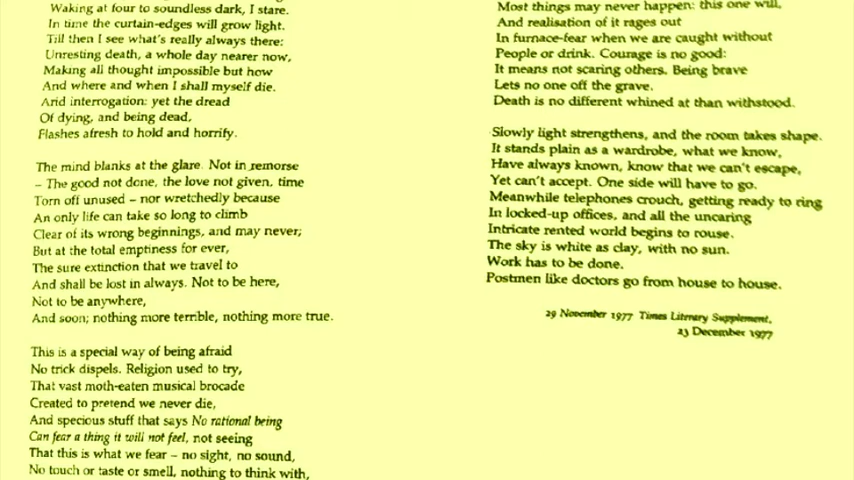 Waking at four to soundless dark, I stare.
In time the curtain-edges will grow light.
Till then I see what's really always there:
Unresting death, a whole day nearer now,
Making all thought impossible but how
And where and when I shall myself die.
Arid interrogation: yet the dread
Of dying, and being dead,
Flashes afresh to hold and horrify.
The mind blanks at the glare. Not in remorse
– The good not done, the love not given, time
Torn off unused – nor wretchedly because
An only life can take so long to climb
Clear of its wrong beginnings, and may never;
But at the total emptiness for ever,
The sure extinction that we travel to
And shall be lost in always. Not to be here,
Not to be anywhere,
And soon; nothing more terrible, nothing more true.
This is a special way of being afraid
No trick dispels. Religion used to try,
That vast moth-eaten musical brocade
Created to pretend we never die,
And specious stuff that says No rational being
Can fear a thing it will not feel, not seeing
That this is what we fear – no sight, no sound,
No touch or taste or smell, nothing to think with,
Most things may never happen: this one will,
And realisation of it rages out
In furnace-fear when we are caught without
People or drink. Courage is no good:
It means not scaring others. Being brave
Lets no one off the grave.
Death is no different whined at than withstood.
Slowly light strengthens, and the room takes shape.
It stands plain as a wardrobe, what we know,
Have always known, know that we can't escape,
Yet can't accept. One side will have to go.
Meanwhile telephones crouch, getting ready to ring
In locked-up offices, and all the uncaring
Intricate rented world begins to rouse.
The sky is white as clay, with no sun.
Work has to be done.
Postmen like doctors go from house to house.
29 November 1977 Times Literary Supplement,
23 December 1977